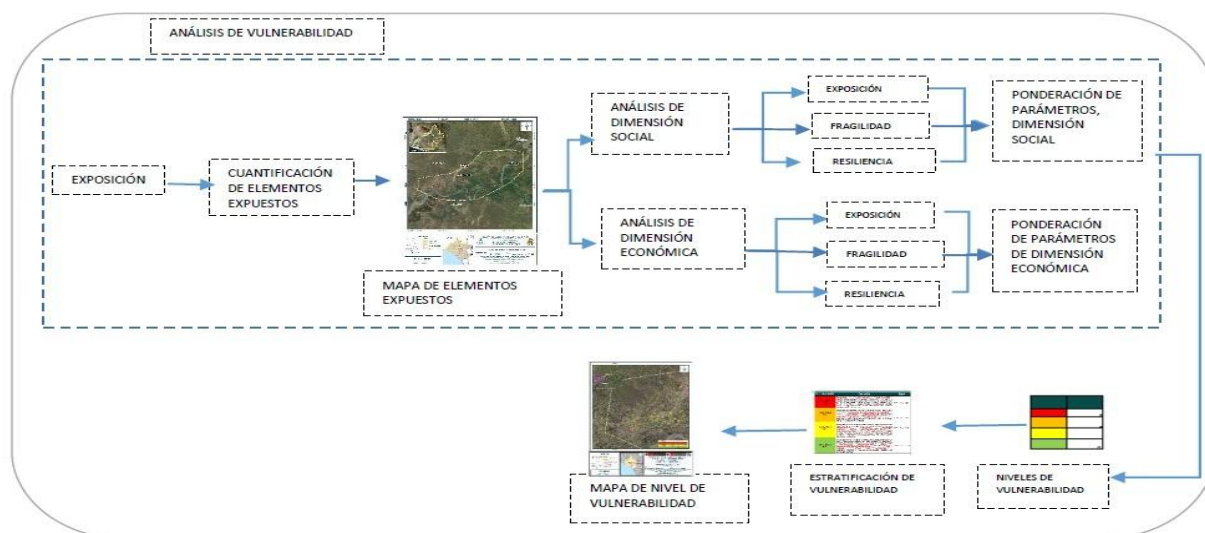 ANÁLISIS DE VULNERABILIDAD
EXPOSICIÓN
CUANTIFICACIÓN
DE ELEMENTOS
EXPUESTOS
MAPA DE ELEMENTOS
EXPUESTOS
ANÁLISIS DE
DIMENSIÓN
SOCIAL
EXPOSICIÓN
FRAGILIDAD
RESILIENCIA
PONDERACIÓN DE
PARÁMETROS,
DIMENSIÓN
SOCIAL
ANÁLISIS DE
DIMENSIÓN
ECONÓMICA
EXPOSICIÓN
FRAGILIDAD
RESILIENCIA
PONDERACIÓN
DE PARÁMETROS
DE DIMENSIÓN
ECONÓMICA
NIVELES DE
VULNERABILIDAD
ESTRATIFICACIÓN DE
VULNERABILIDAD
MAPA DE NIVEL DE
VULNERABILIDAD